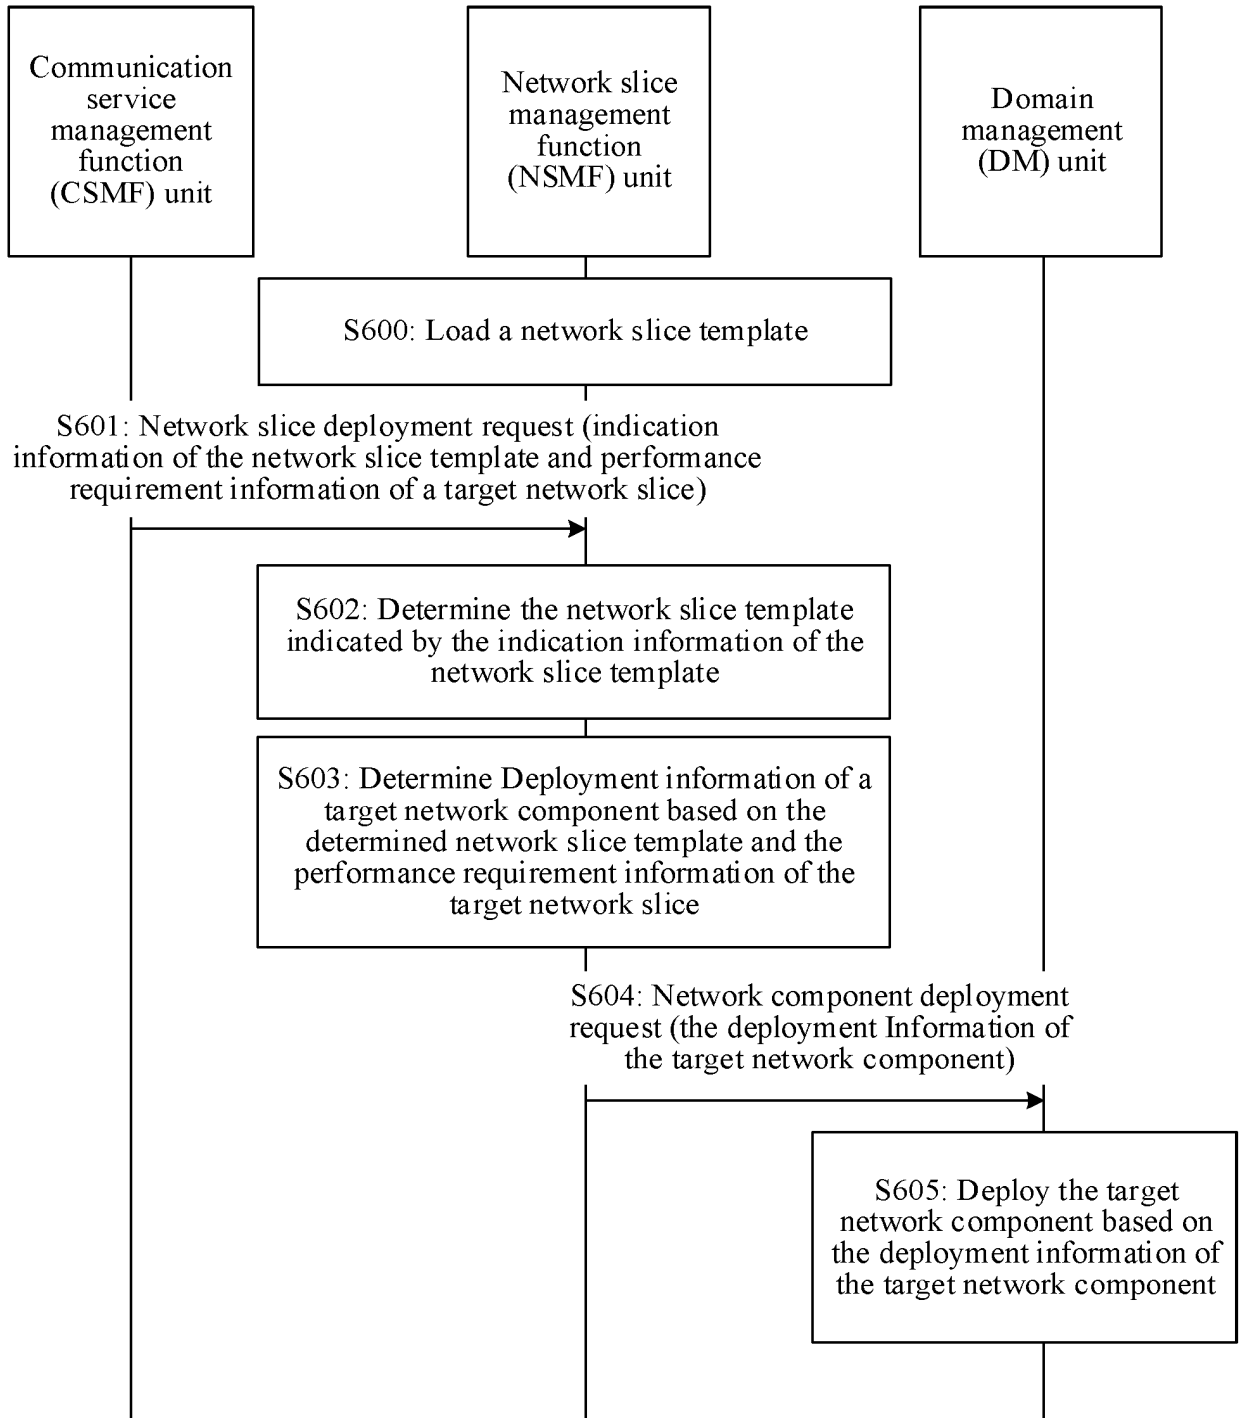 Communication
service
management
function
(CSMF) unit
Network slice
management
function
(NSMF) unit
Domain
management
(DM) unit
S600: Load a network slice template
S601: Network slice deployment request (indication
information of the network slice template and performance
requirement information of a target network slice)
S602: Determine the network slice template
indicated by the indication information of the
network slice template
S603: Determine Deployment information of a
target network component based on the
determined network slice template and the
performance requirement information of the
target network slice
S604: Network component deployment
request (the deployment Information of
the target network component)
S605: Deploy the target
network component based on
the deployment information of
the target network component